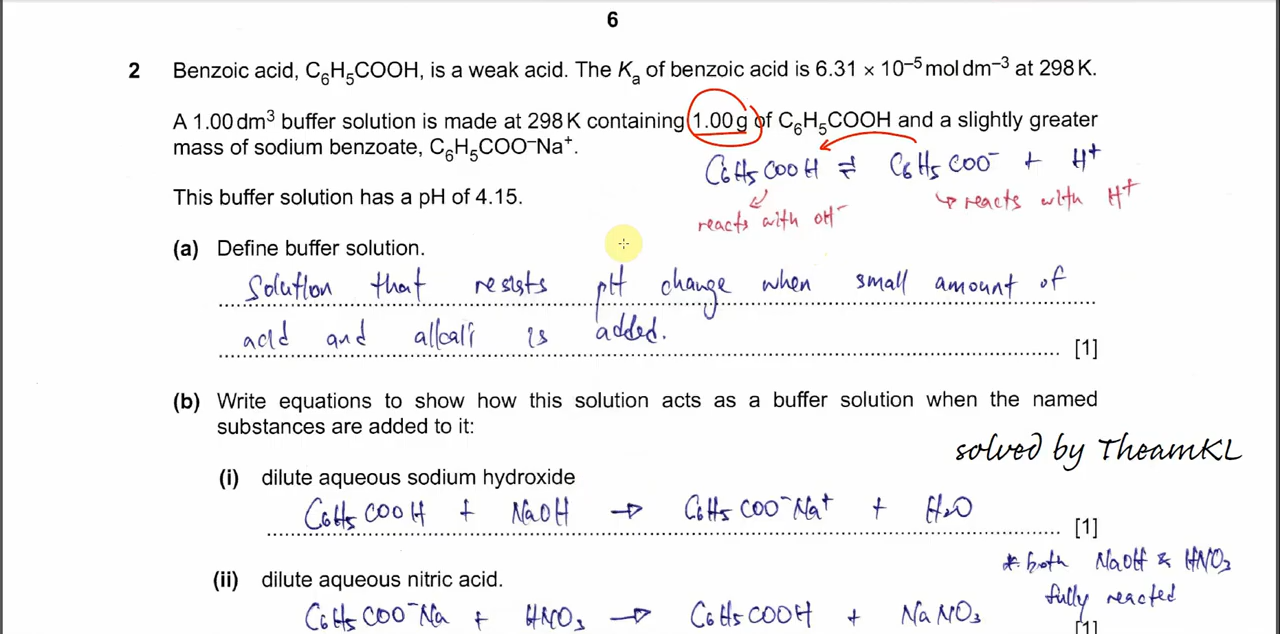 6
2 Benzoic acid, C₆H₅COOH, is a weak acid. The Kₐ of benzoic acid is 6.31 × 10⁻⁵ mol dm⁻³ at 298 K.
A 1.00 dm³ buffer solution is made at 298 K containing 1.00 g of C₆H₅COOH and a slightly greater
mass of sodium benzoate, C₆H₅COO⁻Na⁺.
C₆H₅COOH ⇌ C₆H₅COO⁻ + H⁺
This buffer solution has a pH of 4.15.
reacts with OH⁻
↳ reacts with H⁺
(a) Define buffer solution.
Solution that resists pH change when small amount of
acid and alkali is added.
[1]
(b) Write equations to show how this solution acts as a buffer solution when the named
substances are added to it:
solved by TheamKL
(i) dilute aqueous sodium hydroxide
C₆H₅COOH + NaOH → C₆H₅COO⁻Na⁺ + H₂O
[1]
* both NaOH & HNO₃
fully reacted
(ii) dilute aqueous nitric acid.
C₆H₅COO⁻Na + HNO₃ → C₆H₅COOH + NaNO₃
[1]